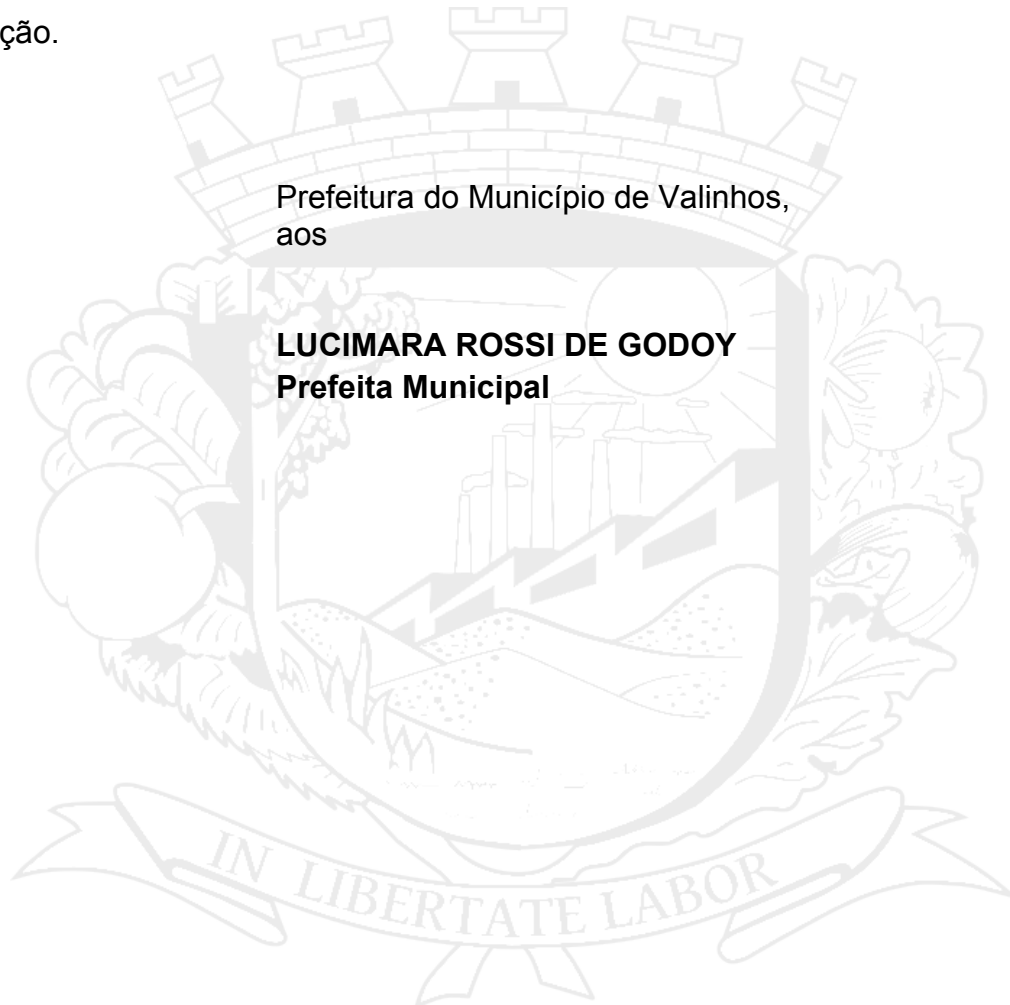 ção.
Prefeitura do Município de Valinhos,
aos
LUCIMARA ROSSI DE GODOY
Prefeita Municipal
IN LIBERTATE LABOR